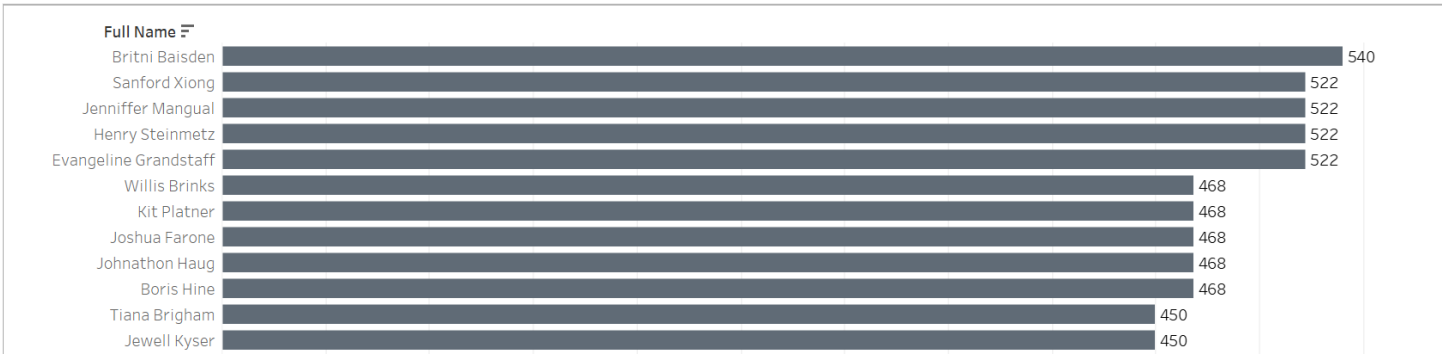 Full Name
Britni Baisden 540
Sanford Xiong 522
Jenniffer Mangual 522
Henry Steinmetz 522
Evangeline Grandstaff 522
Willis Brinks 468
Kit Platner 468
Joshua Farone 468
Johnathon Haug 468
Boris Hine 468
Tiana Brigham 450
Jewell Kyser 450